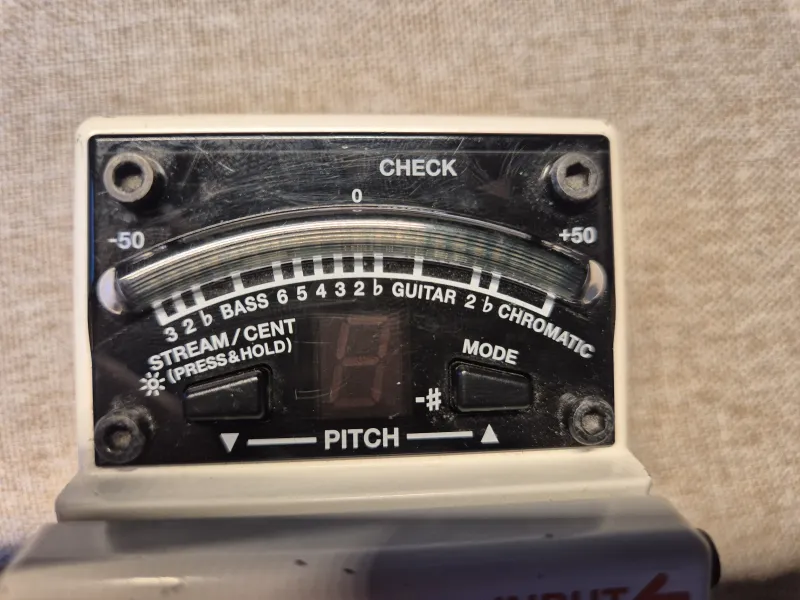 CHECK
0
-50 +50
3 2 ♭ BASS 6 5 4 3 2 ♭ GUITAR 2 ♭ CHROMATIC
STREAM/CENT
(PRESS&HOLD)
MODE
-#
▼ PITCH ▲
INPUT